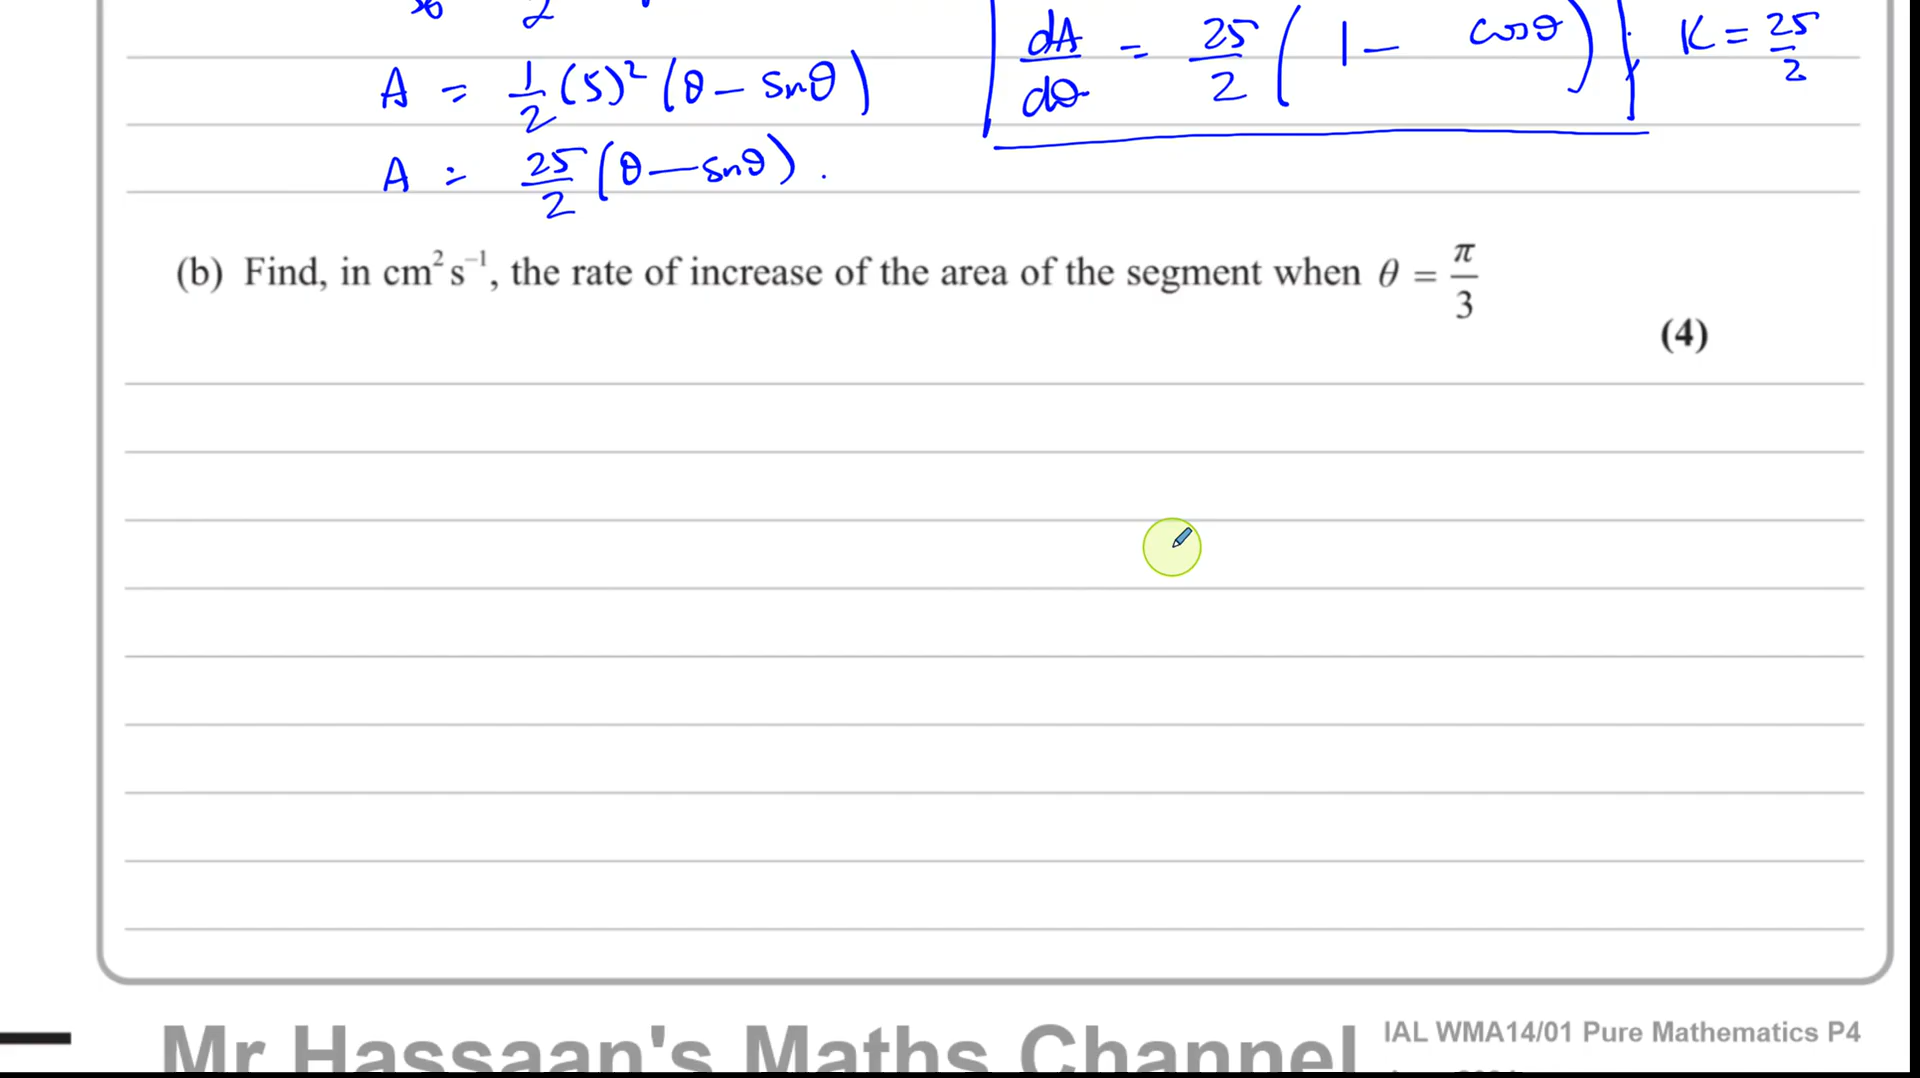 dA/dθ = 25/2 (1 - cosθ) K = 25/2
A = 1/2 (5)² (θ - sinθ)
A = 25/2 (θ - sinθ).
(b) Find, in cm² s⁻¹, the rate of increase of the area of the segment when θ = π/3
(4)
Mr Hassaan's Maths Channel
IAL WMA14/01 Pure Mathematics P4